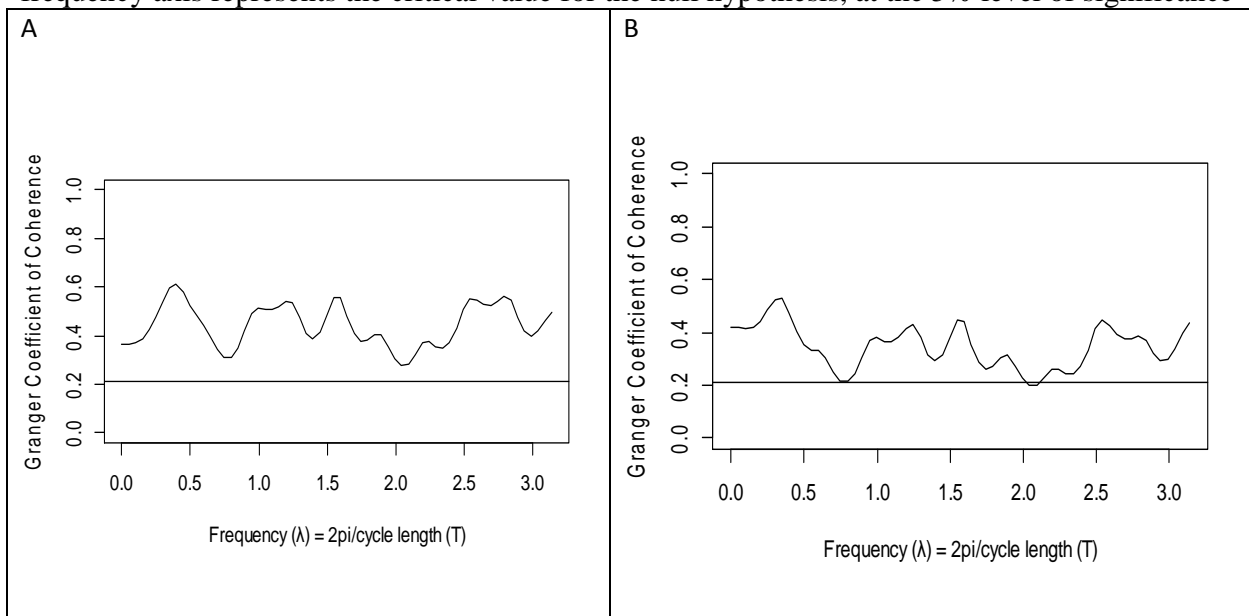 frequency axis represents the critical value for the null hypothesis, at the 5% level of significance
A
Granger Coefficient of Coherence
1.0
0.8
0.6
0.4
0.2
0.0
0.0 0.5 1.0 1.5 2.0 2.5 3.0
Frequency (λ) = 2pi/cycle length (T)
B
Granger Coefficient of Coherence
1.0
0.8
0.6
0.4
0.2
0.0
0.0 0.5 1.0 1.5 2.0 2.5 3.0
Frequency (λ) = 2pi/cycle length (T)